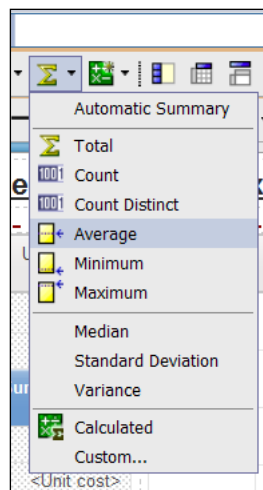 Automatic Summary
Total
Count
Count Distinct
Average
Minimum
Maximum
Median
Standard Deviation
Variance
Calculated
Custom...
<Unit cost>